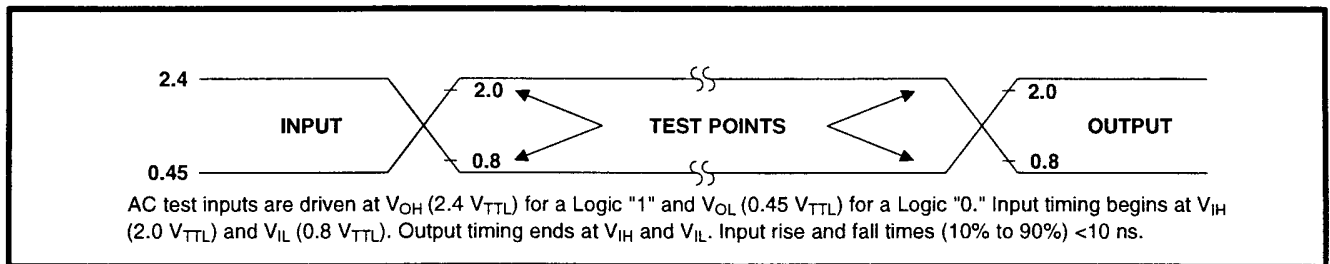 2.4
2.0
2.0
INPUT
TEST POINTS
OUTPUT
0.8
0.8
0.45
AC test inputs are driven at VOH (2.4 VTTL) for a Logic "1" and VOL (0.45 VTTL) for a Logic "0." Input timing begins at VIH
(2.0 VTTL) and VIL (0.8 VTTL). Output timing ends at VIH and VIL. Input rise and fall times (10% to 90%) <10 ns.